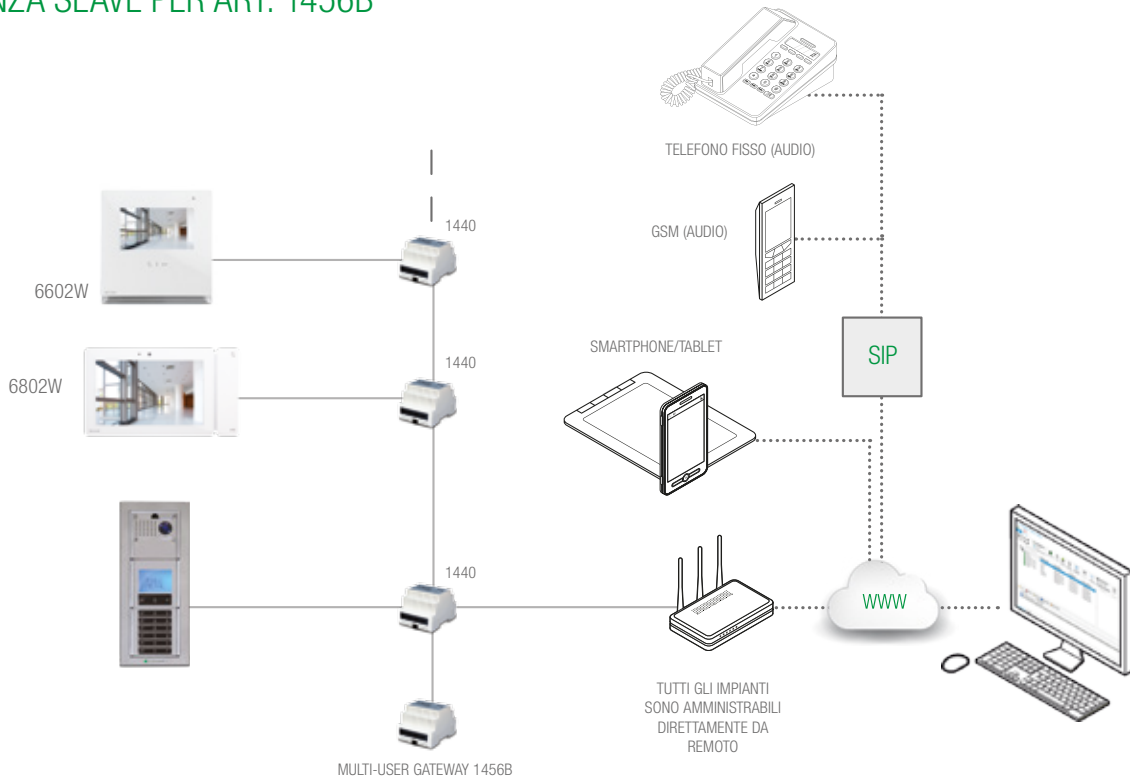 NZA SLAVE PER ART. 1456B
TELEFONO FISSO (AUDIO)
1440
GSM (AUDIO)
6602W
SMARTPHONE/TABLET
SIP
1440
6802W
1440
WWW
TUTTI GLI IMPIANTI
SONO AMMINISTRABILI
DIRETTAMENTE DA
REMOTO
MULTI-USER GATEWAY 1456B